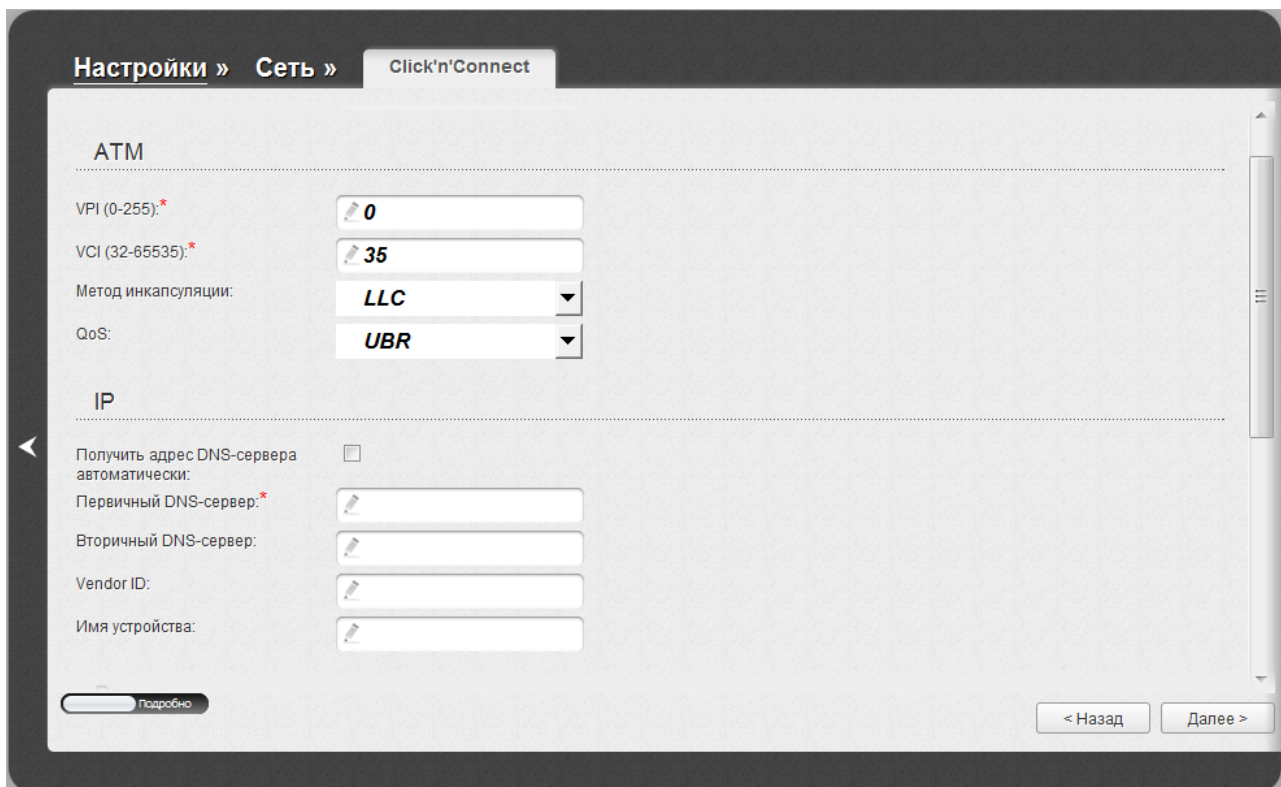 Настройки » Сеть » Click'n'Connect
ATM
VPI (0-255):* 0
VCI (32-65535):* 35
Метод инкапсуляции: LLC
QoS: UBR
IP
Получить адрес DNS-сервера
автоматически:
Первичный DNS-сервер:*
Вторичный DNS-сервер:
Vendor ID:
Имя устройства:
Подробно
< Назад Далее >